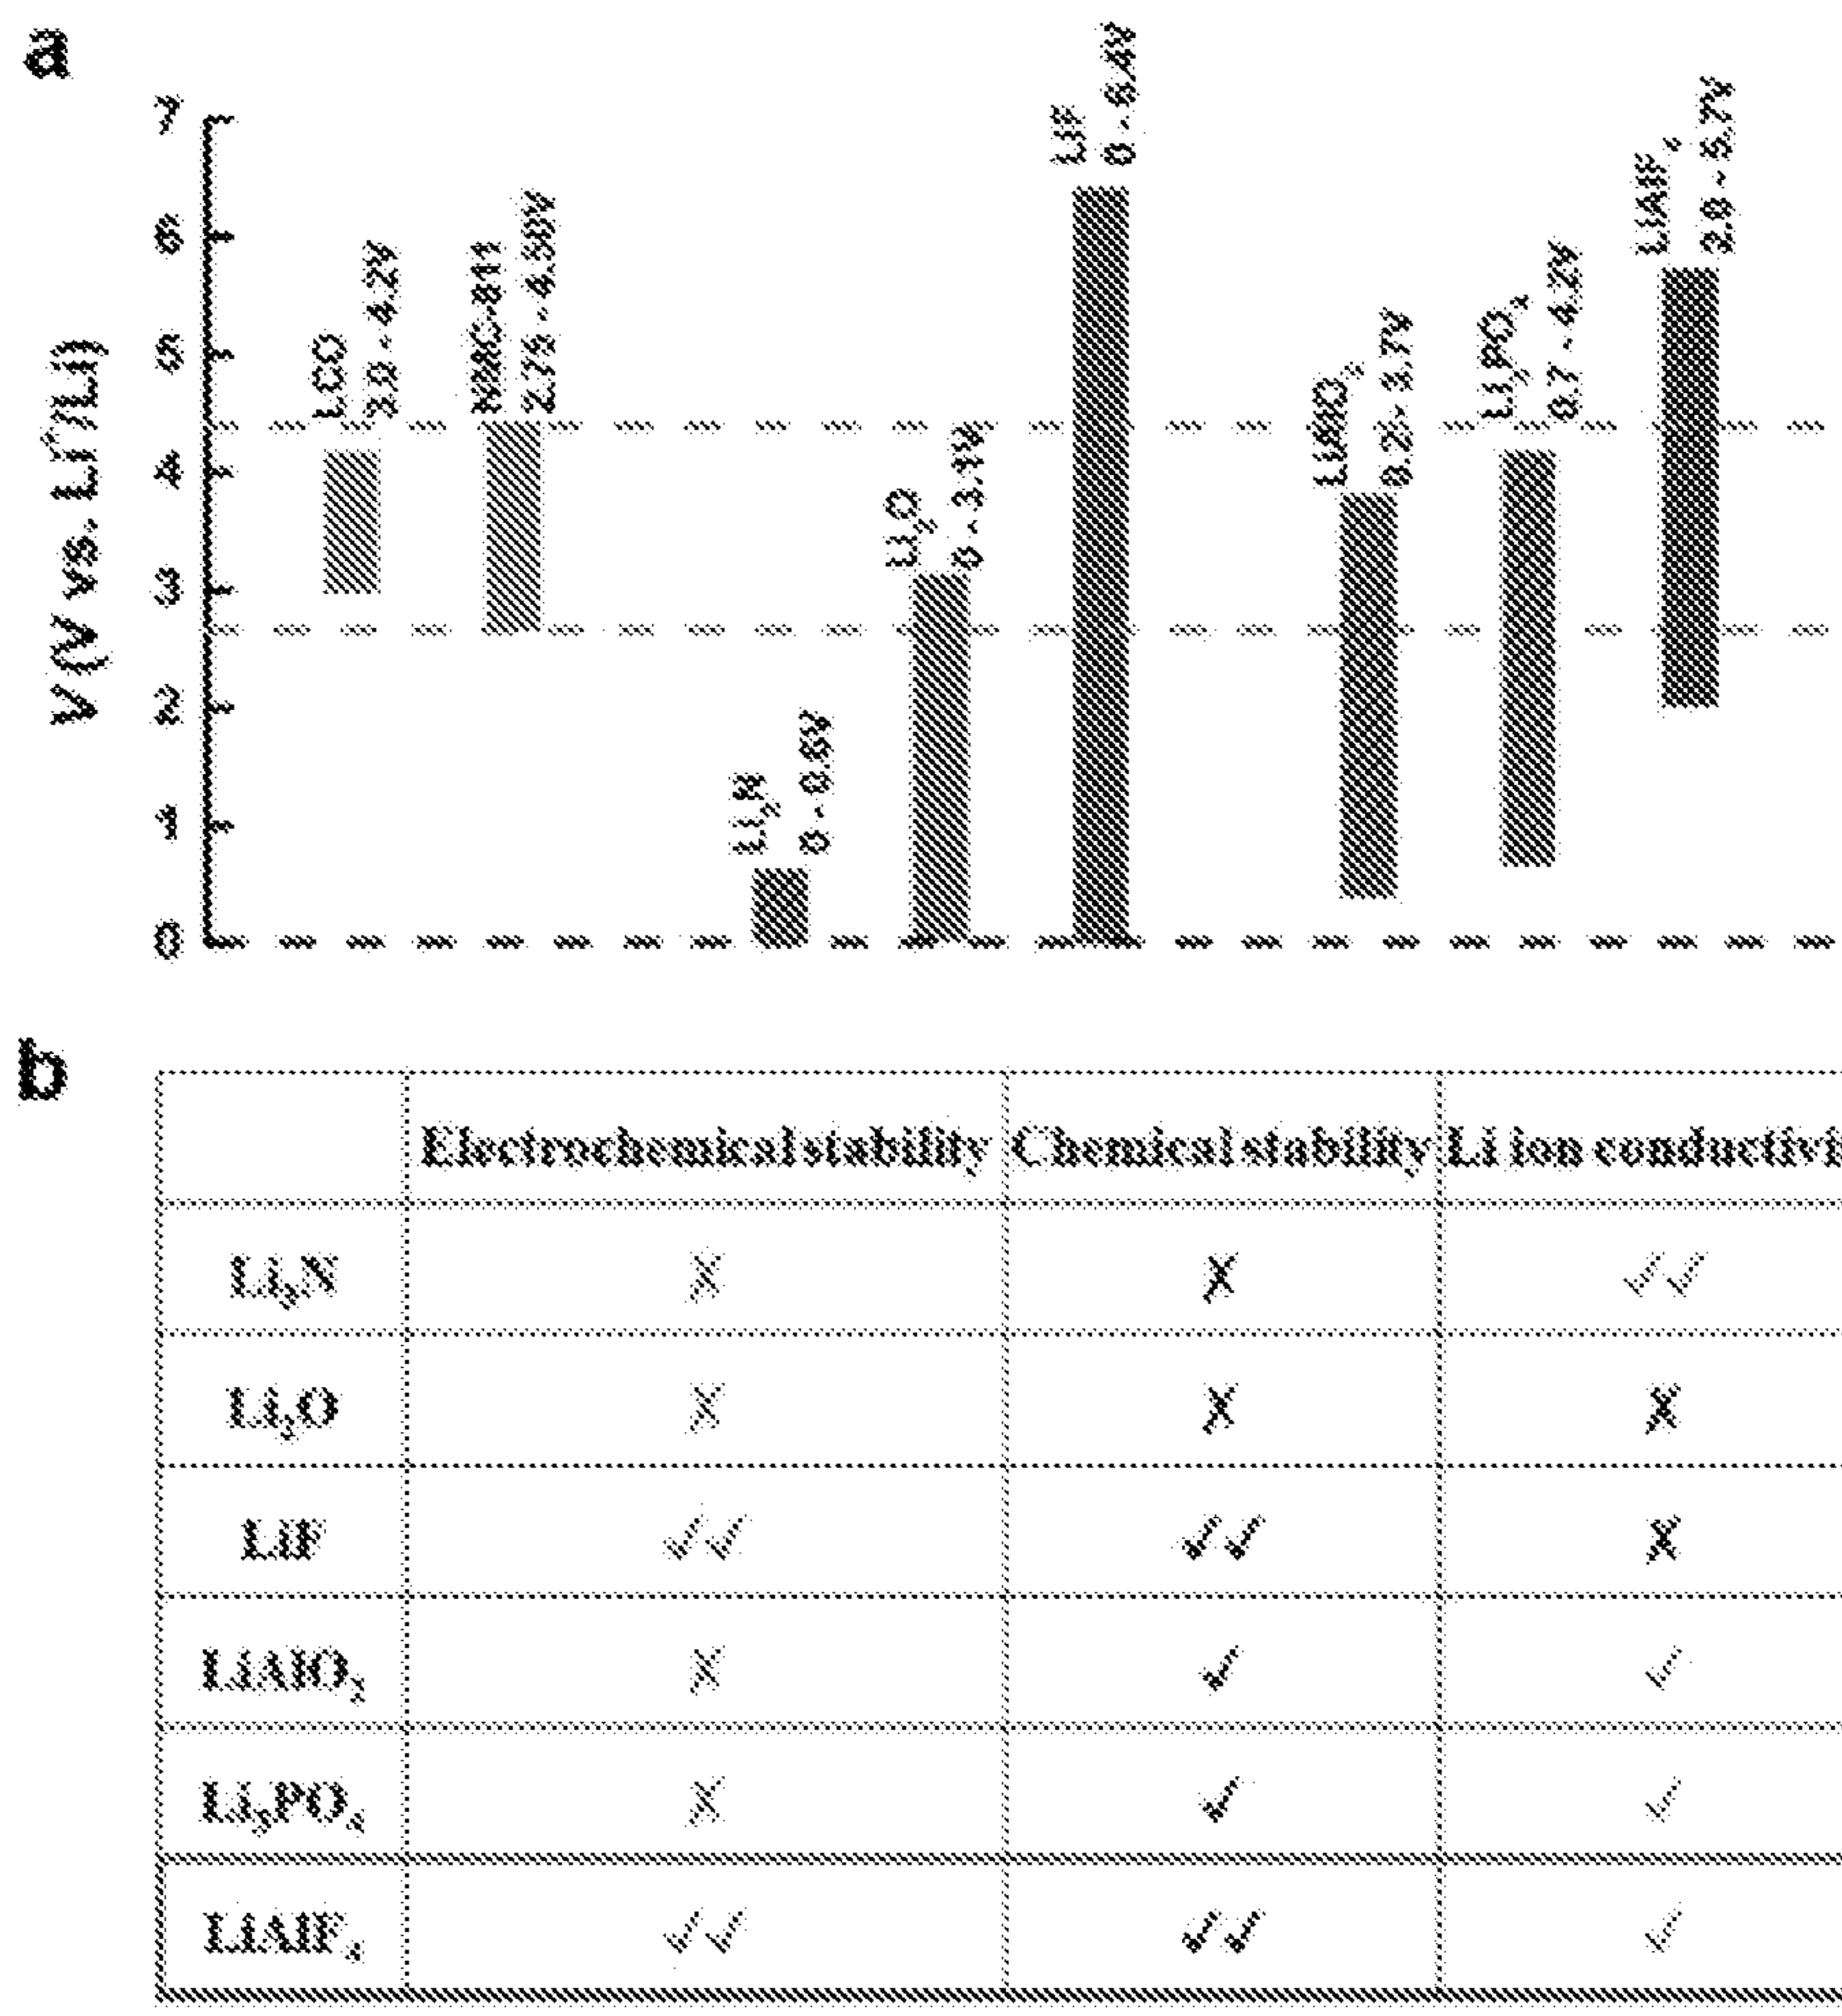 a
V (V vs. Li⁺/Li)
7
6
5
4
3
2
1
0
LCO
3.0 - 4.2V
NMC-811
2.75 - 4.50V
Li₃N
0 - 0.6V
Li₂O
0 - 3.1V
LiF
0 - 6.4V
LiAlO₂
0.2 - 3.7V
Li₃PO₄
0.7 - 4.2V
LiAlF₄
2.0 - 5.7V
b
Electrochemical stability Chemical stability Li ion conductivi
Li₃N ✗ ✗ ✓✓
Li₂O ✗ ✗ ✗
LiF ✓✓ ✓✓ ✗
LiAlO₂ ✗ ✓ ✓
Li₃PO₄ ✗ ✓ ✓
LiAlF₄ ✓✓ ✓✓ ✓